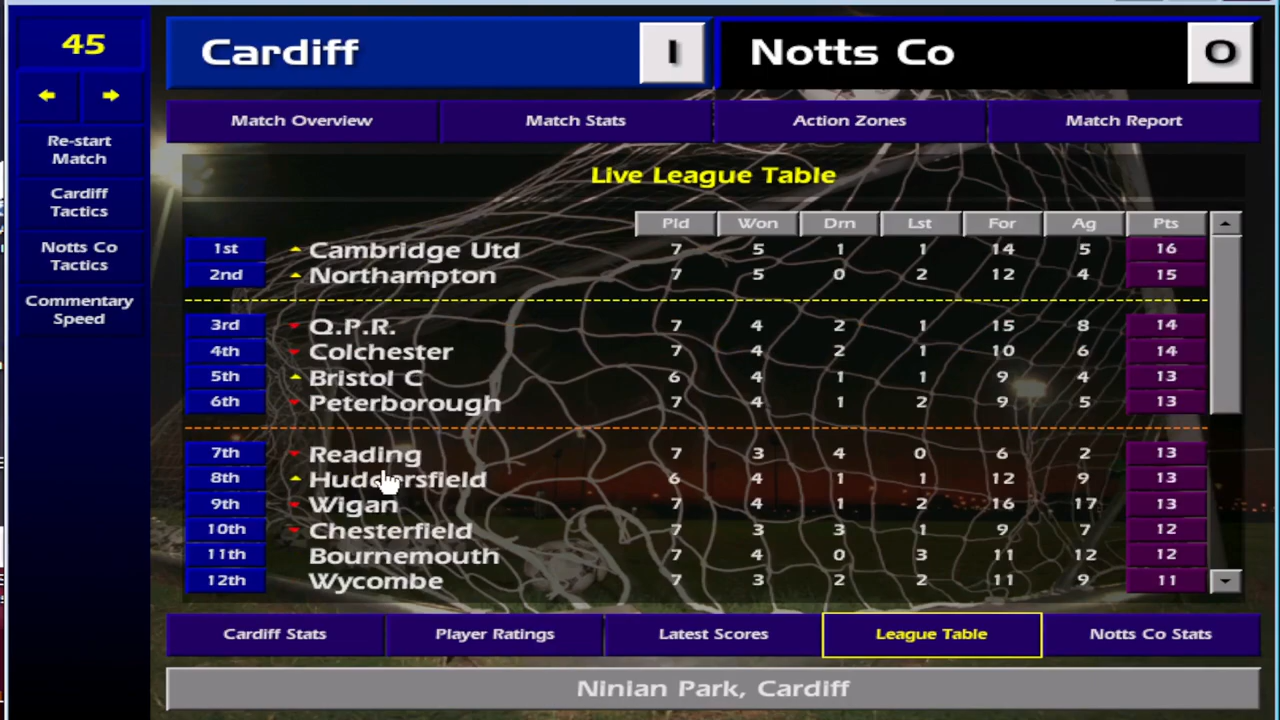 45
Cardiff 1 Notts Co 0
Re-start Match
Cardiff Tactics
Notts Co Tactics
Commentary Speed
Match Overview Match Stats Action Zones Match Report
Live League Table
Pld Won Drn Lst For Ag Pts
1st Cambridge Utd 7 5 1 1 14 5 16
2nd Northampton 7 5 0 2 12 4 15
3rd Q.P.R. 7 4 2 1 15 8 14
4th Colchester 7 4 2 1 10 6 14
5th Bristol C 6 4 1 1 9 4 13
6th Peterborough 7 4 1 2 9 5 13
7th Reading 7 3 4 0 6 2 13
8th Huddersfield 6 4 1 1 12 9 13
9th Wigan 7 4 1 2 16 17 13
10th Chesterfield 7 3 3 1 9 7 12
11th Bournemouth 7 4 0 3 11 12 12
12th Wycombe 7 3 2 2 11 9 11
Cardiff Stats Player Ratings Latest Scores League Table Notts Co Stats
Ninian Park, Cardiff